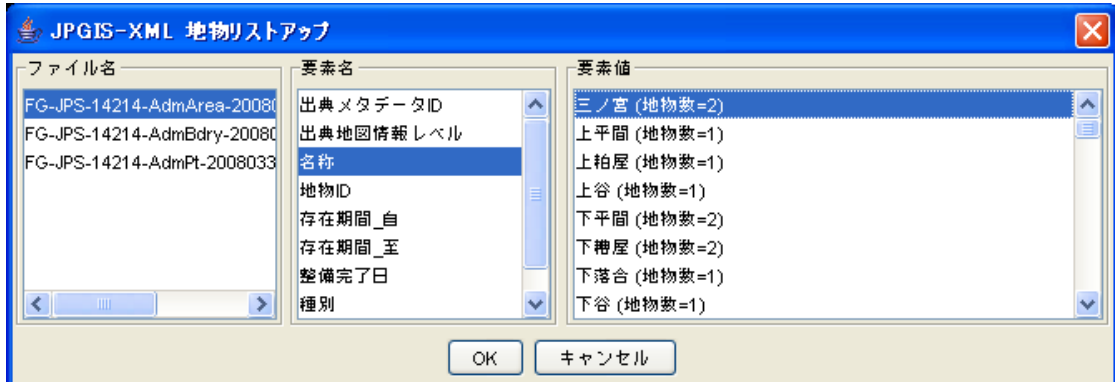 JPGIS-XML 地物リストアップ
ファイル名
FG-JPS-14214-AdmArea-20080
FG-JPS-14214-AdmBdry-20080
FG-JPS-14214-AdmPt-2008033
要素名
出典メタデータID
出典地図情報レベル
名称
地物ID
存在期間_自
存在期間_至
整備完了日
種別
要素値
三ノ宮 (地物数=2)
上平間 (地物数=1)
上粕屋 (地物数=1)
上谷 (地物数=1)
下平間 (地物数=2)
下糟屋 (地物数=2)
下落合 (地物数=1)
下谷 (地物数=1)
OK
キャンセル